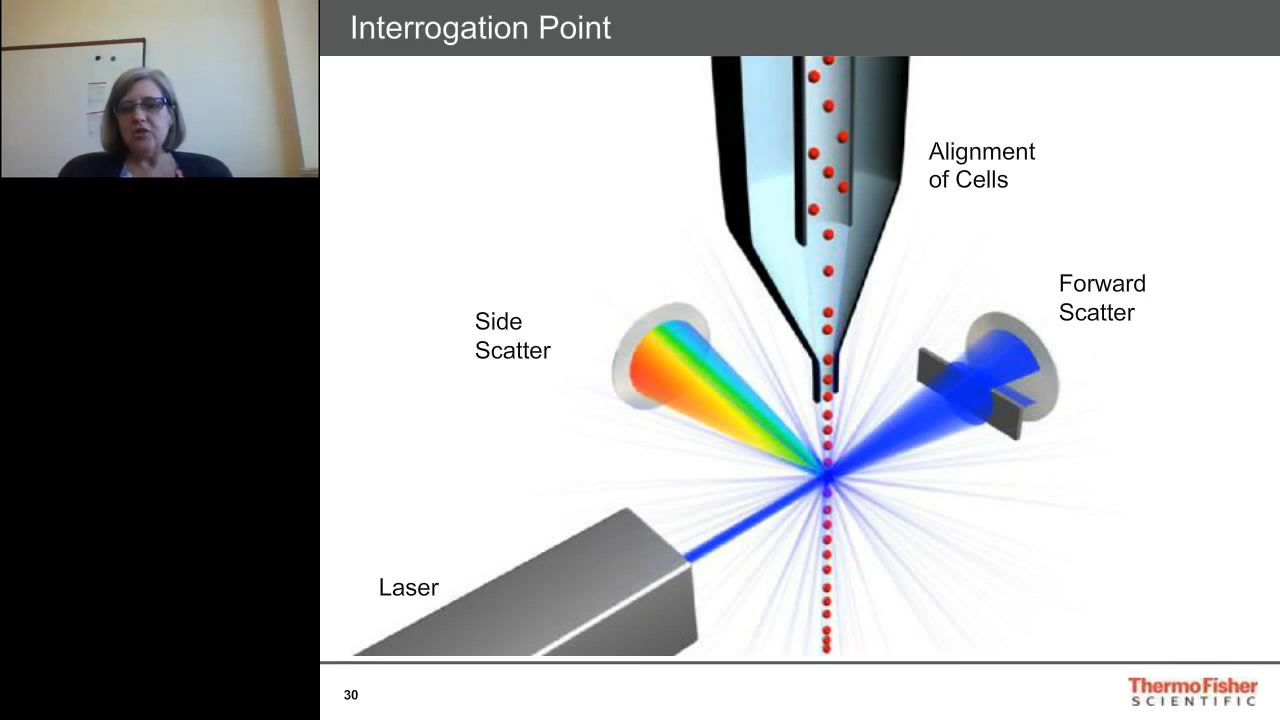 Interrogation Point
Alignment
of Cells
Forward
Scatter
Side
Scatter
Laser
30
ThermoFisher
SCIENTIFIC